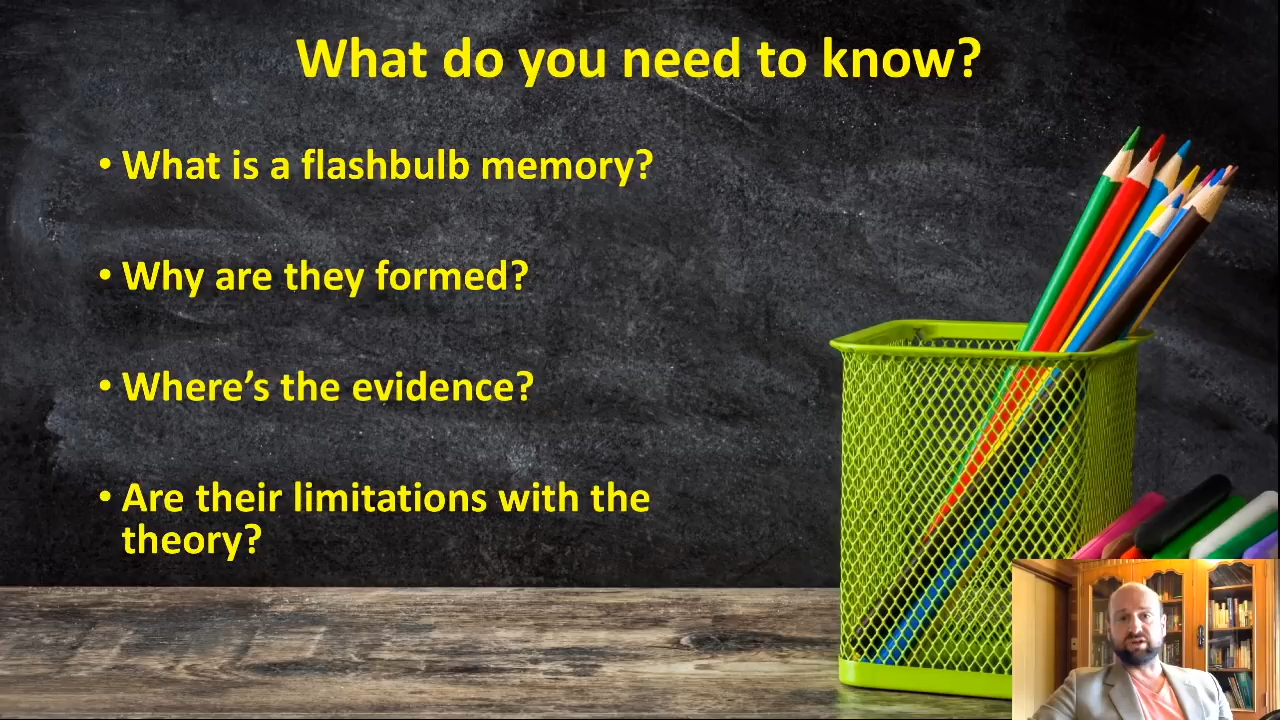 What do you need to know?
• What is a flashbulb memory?
• Why are they formed?
• Where’s the evidence?
• Are their limitations with the
theory?